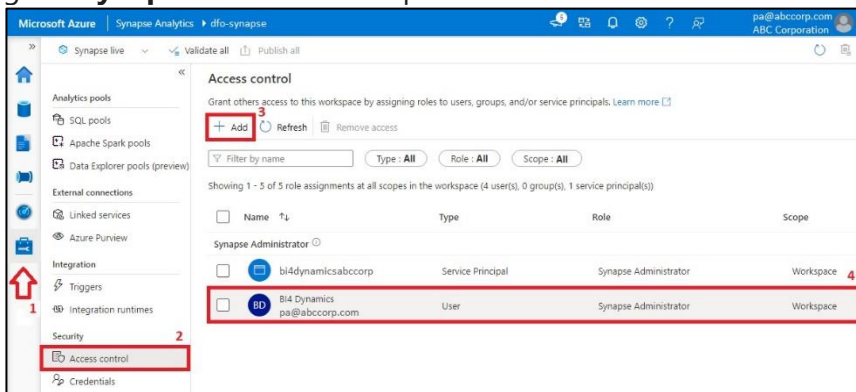 Microsoft Azure | Synapse Analytics ▸ dfo-synapse
pa@abccorp.com
ABC Corporation
Synapse live
Validate all
Publish all
Analytics pools
SQL pools
Apache Spark pools
Data Explorer pools (preview)
External connections
Linked services
Azure Purview
Integration
Triggers
Integration runtimes
Security
Access control
Credentials
1
2
Access control
Grant others access to this workspace by assigning roles to users, groups, and/or service principals. Learn more
3
+ Add Refresh Remove access
Filter by name Type : All Role : All Scope : All
Showing 1 - 5 of 5 role assignments at all scopes in the workspace (4 user(s), 0 group(s), 1 service principal(s))
Name Type Role Scope
Synapse Administrator
bi4dynamicsabccorp Service Principal Synapse Administrator Workspace
4
BD BI4 Dynamics User Synapse Administrator Workspace
pa@abccorp.com